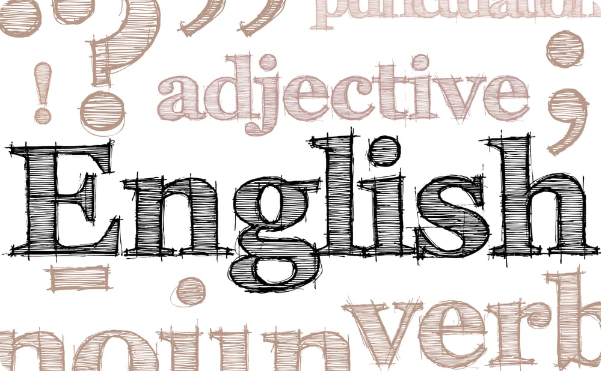 ? ” punctuation
! adjective ;
English
-
noun verb